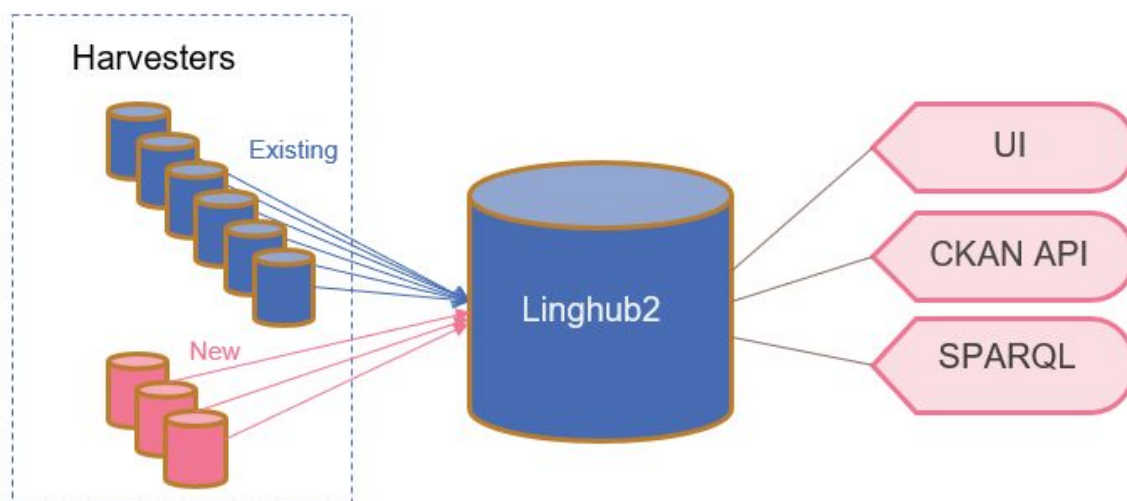 Harvesters
Existing
New
Linghub2
UI
CKAN API
SPARQL